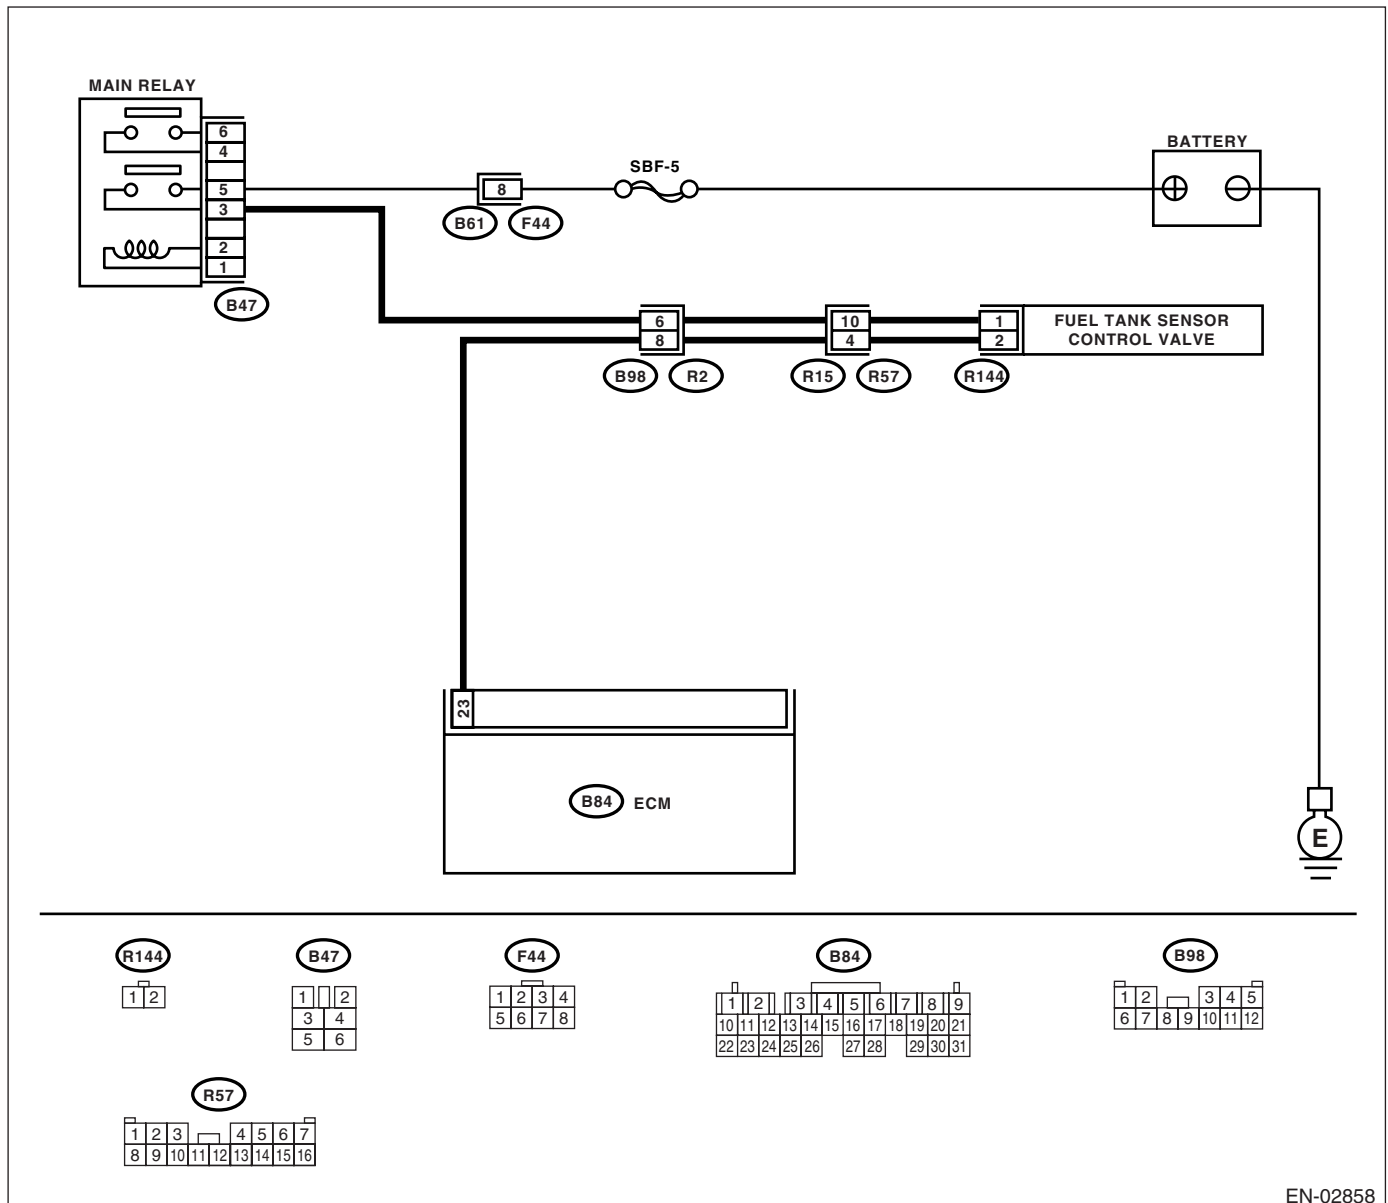 MAIN RELAY
6
4
5
3
2
1
B47
8
B61 F44
SBF-5
BATTERY
6 10 1
8 4 2
FUEL TANK SENSOR
CONTROL VALVE
B98 R2 R15 R57 R144
23
B84 ECM
E
R144 B47 F44 B84 B98
1 2
1 2
3 4
5 6
1 2 3 4
5 6 7 8
1 2 3 4 5 6 7 8 9
10 11 12 13 14 15 16 17 18 19 20 21
22 23 24 25 26 27 28 29 30 31
1 2 3 4 5
6 7 8 9 10 11 12
R57
1 2 3 4 5 6 7
8 9 10 11 12 13 14 15 16
EN-02858